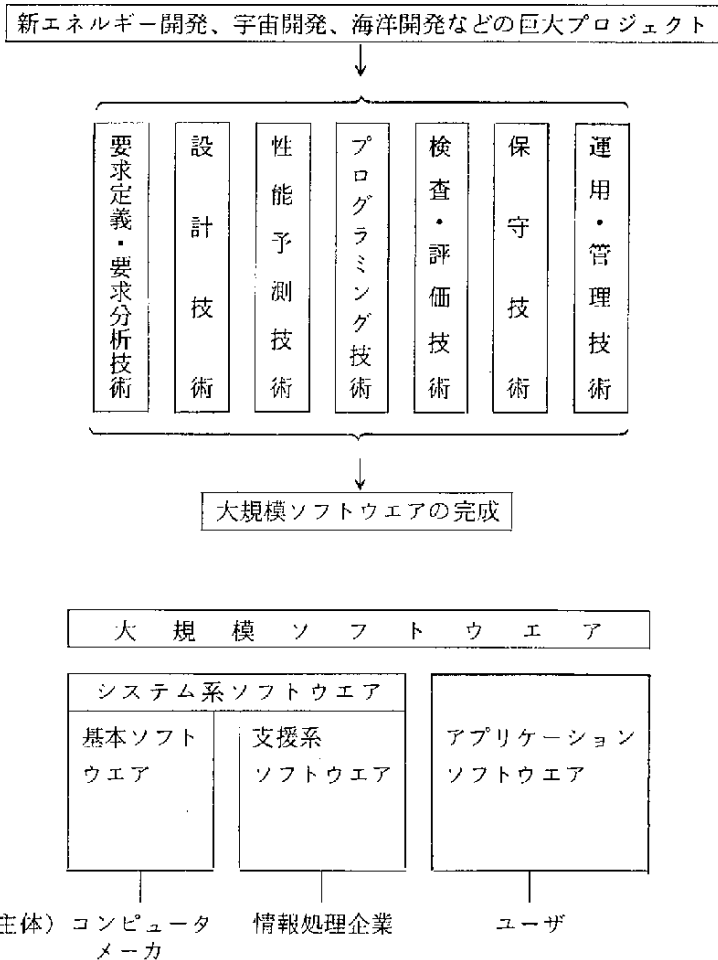 新エネルギー開発、宇宙開発、海洋開発などの巨大プロジェクト
要求定義・要求分析技術
設計技術
性能予測技術
プログラミング技術
検査・評価技術
保守技術
運用・管理技術
大規模ソフトウエアの完成
大規模ソフトウエア
システム系ソフトウエア
基本ソフト
ウエア
支援系
ソフトウエア
アプリケーション
ソフトウエア
主体）コンピュータ
メーカ
情報処理企業
ユーザ